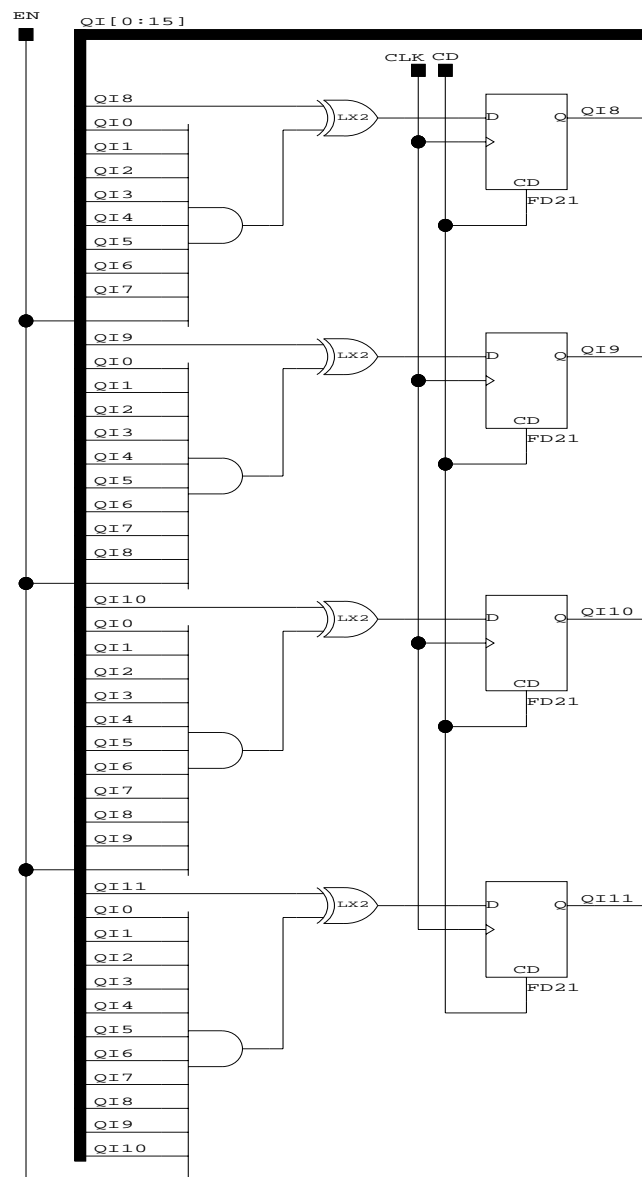 EN
QI[0:15]
CLK CD
QI8
QI0
QI1
QI2
QI3
QI4
QI5
QI6
QI7
LX2
D
Q
QI8
CD
FD21
QI9
QI0
QI1
QI2
QI3
QI4
QI5
QI6
QI7
QI8
LX2
D
Q
QI9
CD
FD21
QI10
QI0
QI1
QI2
QI3
QI4
QI5
QI6
QI7
QI8
QI9
LX2
D
Q
QI10
CD
FD21
QI11
QI0
QI1
QI2
QI3
QI4
QI5
QI6
QI7
QI8
QI9
QI10
LX2
D
Q
QI11
CD
FD21